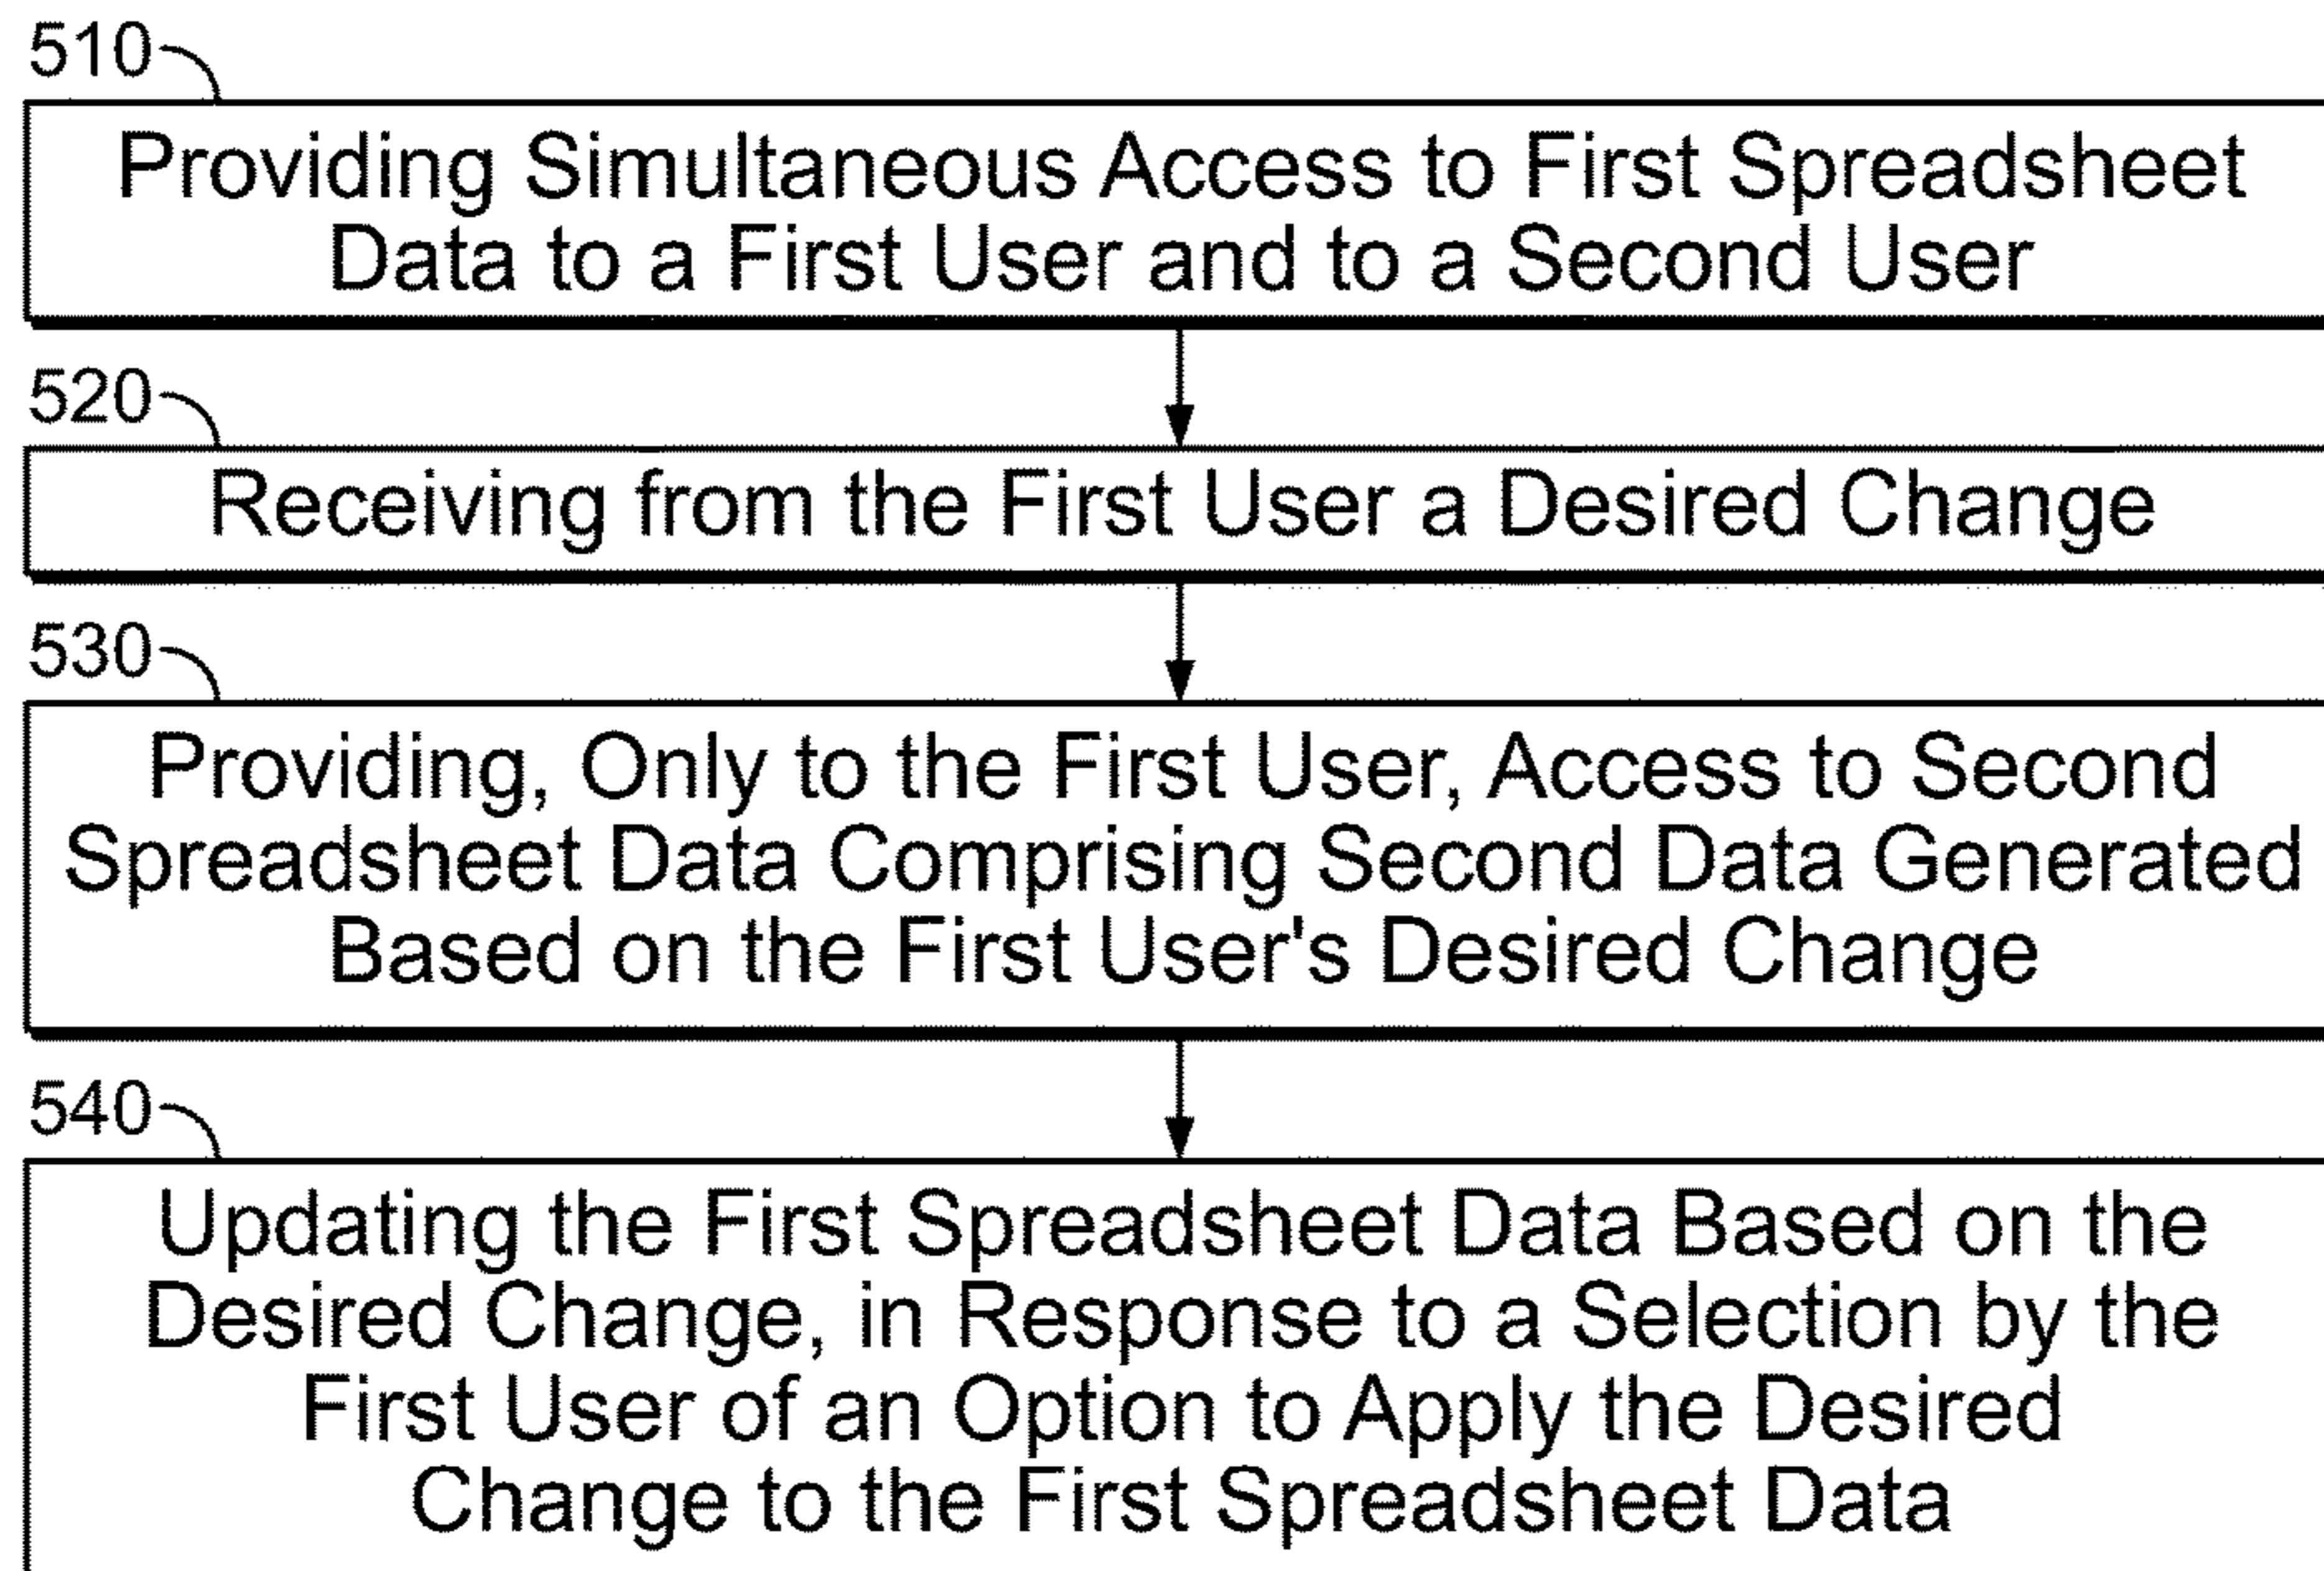 510
Providing Simultaneous Access to First Spreadsheet
Data to a First User and to a Second User
520
Receiving from the First User a Desired Change
530
Providing, Only to the First User, Access to Second
Spreadsheet Data Comprising Second Data Generated
Based on the First User's Desired Change
540
Updating the First Spreadsheet Data Based on the
Desired Change, in Response to a Selection by the
First User of an Option to Apply the Desired
Change to the First Spreadsheet Data